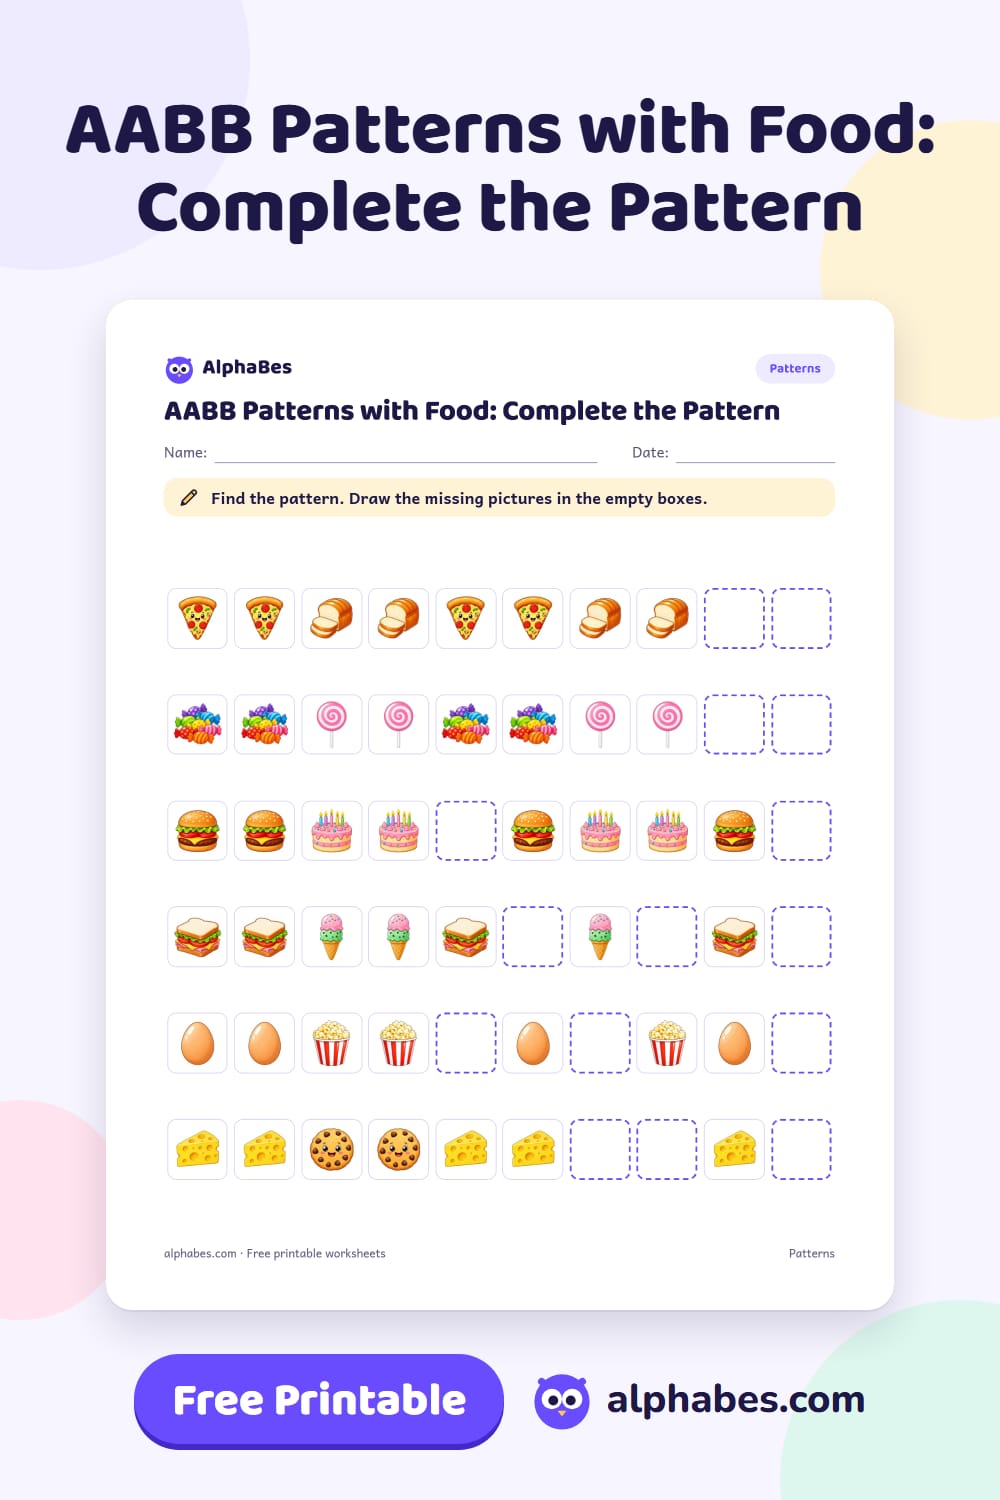 AABB Patterns with Food:
Complete the Pattern
AlphaBes
Patterns
AABB Patterns with Food: Complete the Pattern
Name:
Date:
Find the pattern. Draw the missing pictures in the empty boxes.
alphabes.com · Free printable worksheets
Patterns
Free Printable
alphabes.com